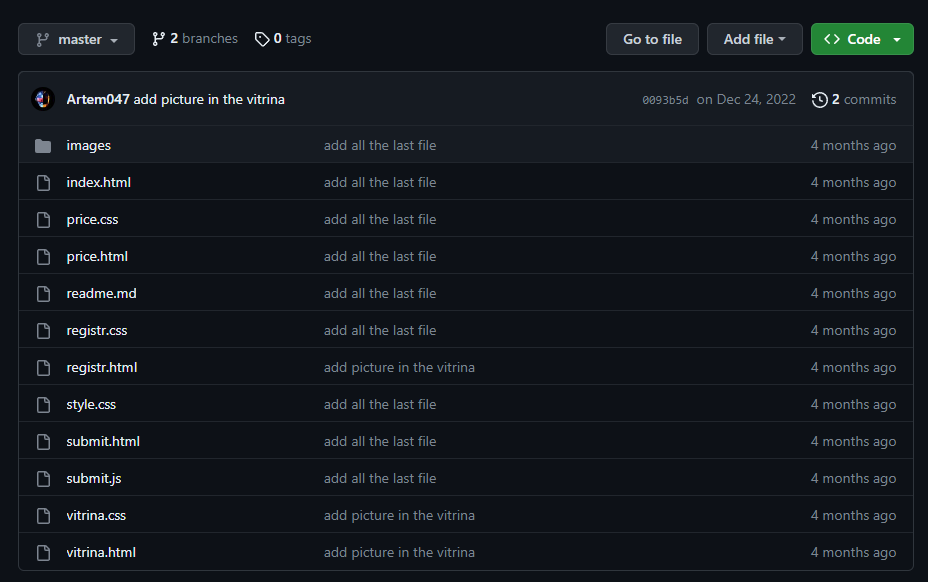 master 2 branches 0 tags Go to file Add file Code
Artem047 add picture in the vitrina 0093b5d on Dec 24, 2022 2 commits
images add all the last file 4 months ago
index.html add all the last file 4 months ago
price.css add all the last file 4 months ago
price.html add all the last file 4 months ago
readme.md add all the last file 4 months ago
registr.css add all the last file 4 months ago
registr.html add picture in the vitrina 4 months ago
style.css add all the last file 4 months ago
submit.html add all the last file 4 months ago
submit.js add all the last file 4 months ago
vitrina.css add picture in the vitrina 4 months ago
vitrina.html add picture in the vitrina 4 months ago